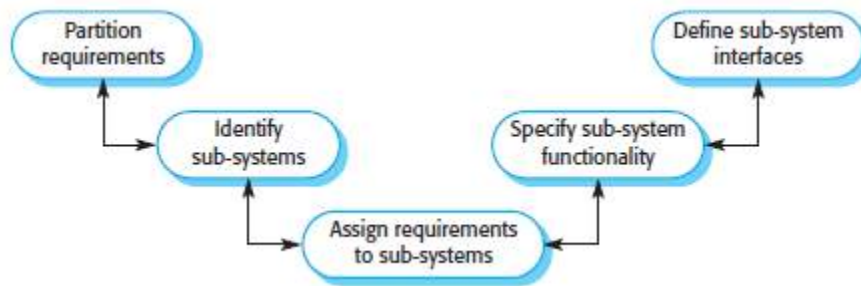 Partition
requirements
Identify
sub-systems
Assign requirements
to sub-systems
Specify sub-system
functionality
Define sub-system
interfaces